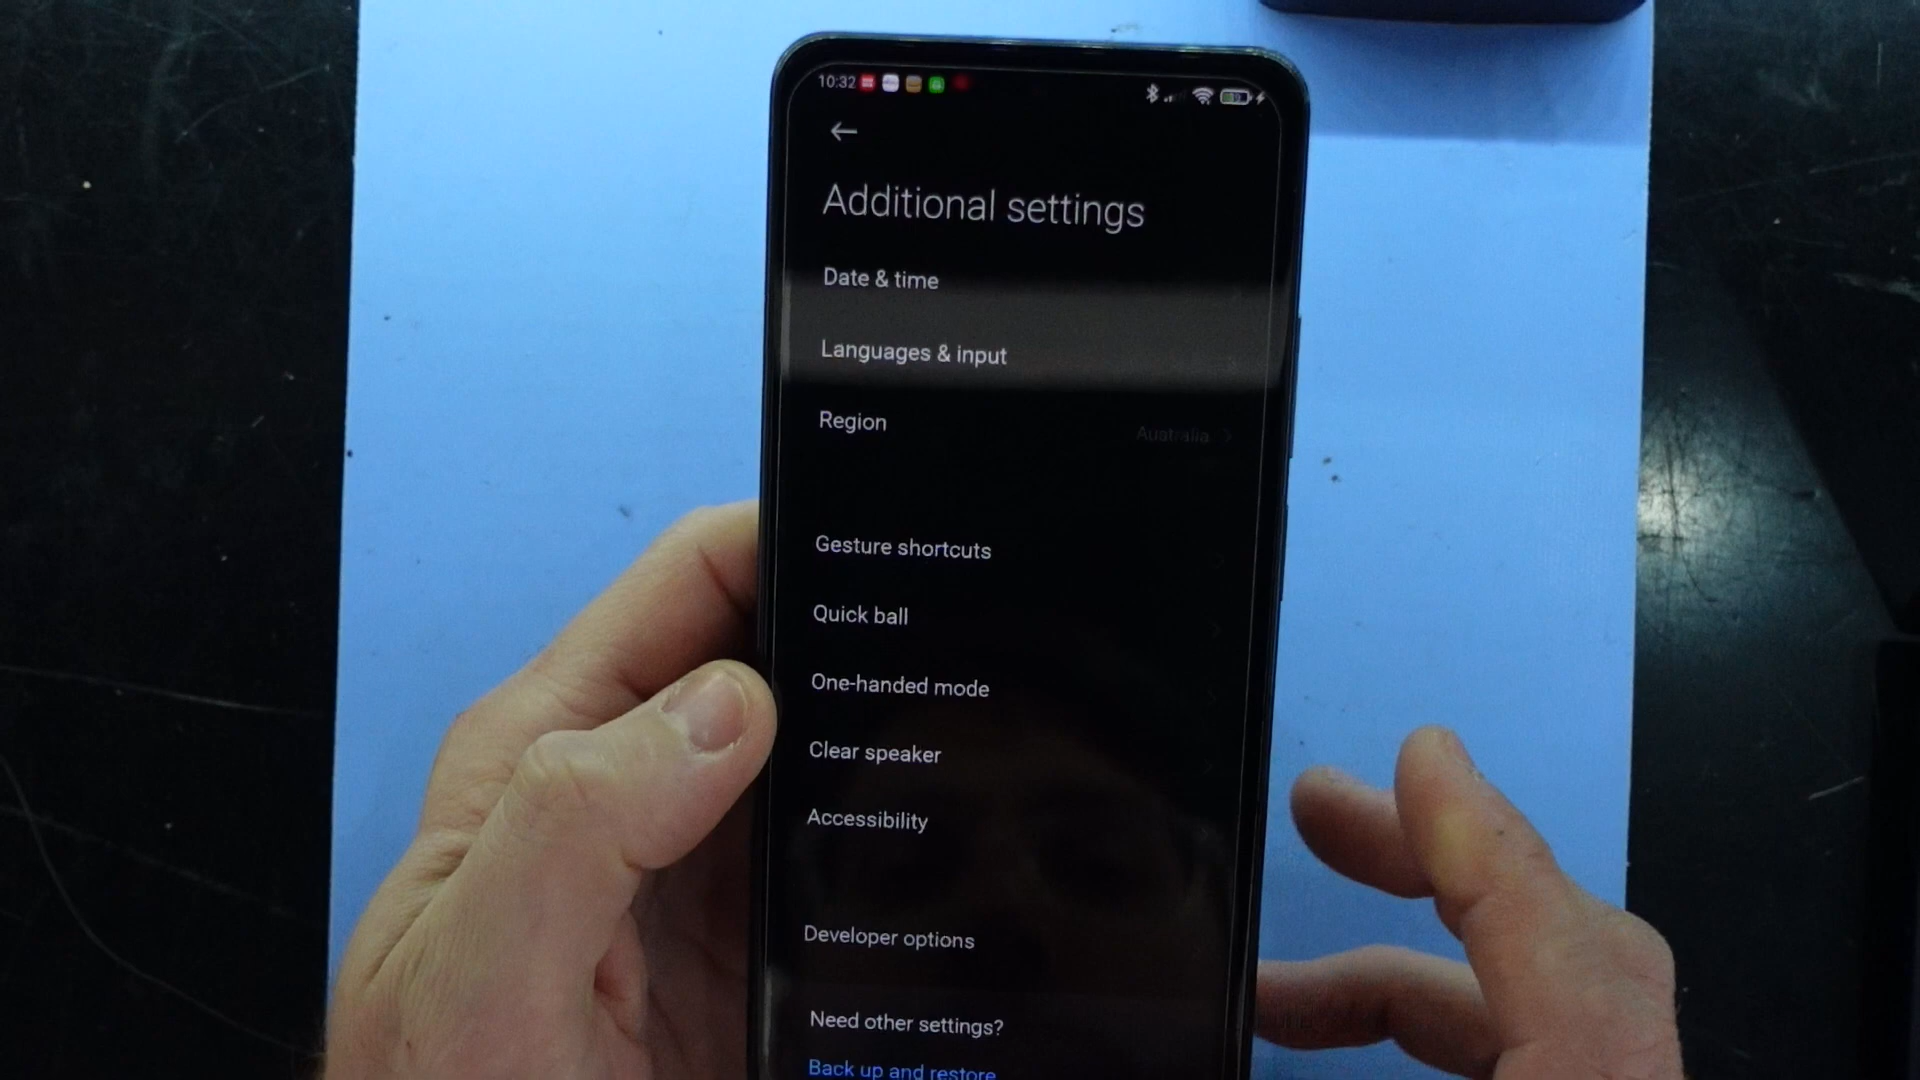 10:32
Additional settings
Date & time
Languages & input
Region
Australia
Gesture shortcuts
Quick ball
One-handed mode
Clear speaker
Accessibility
Developer options
Need other settings?
Back up and restore